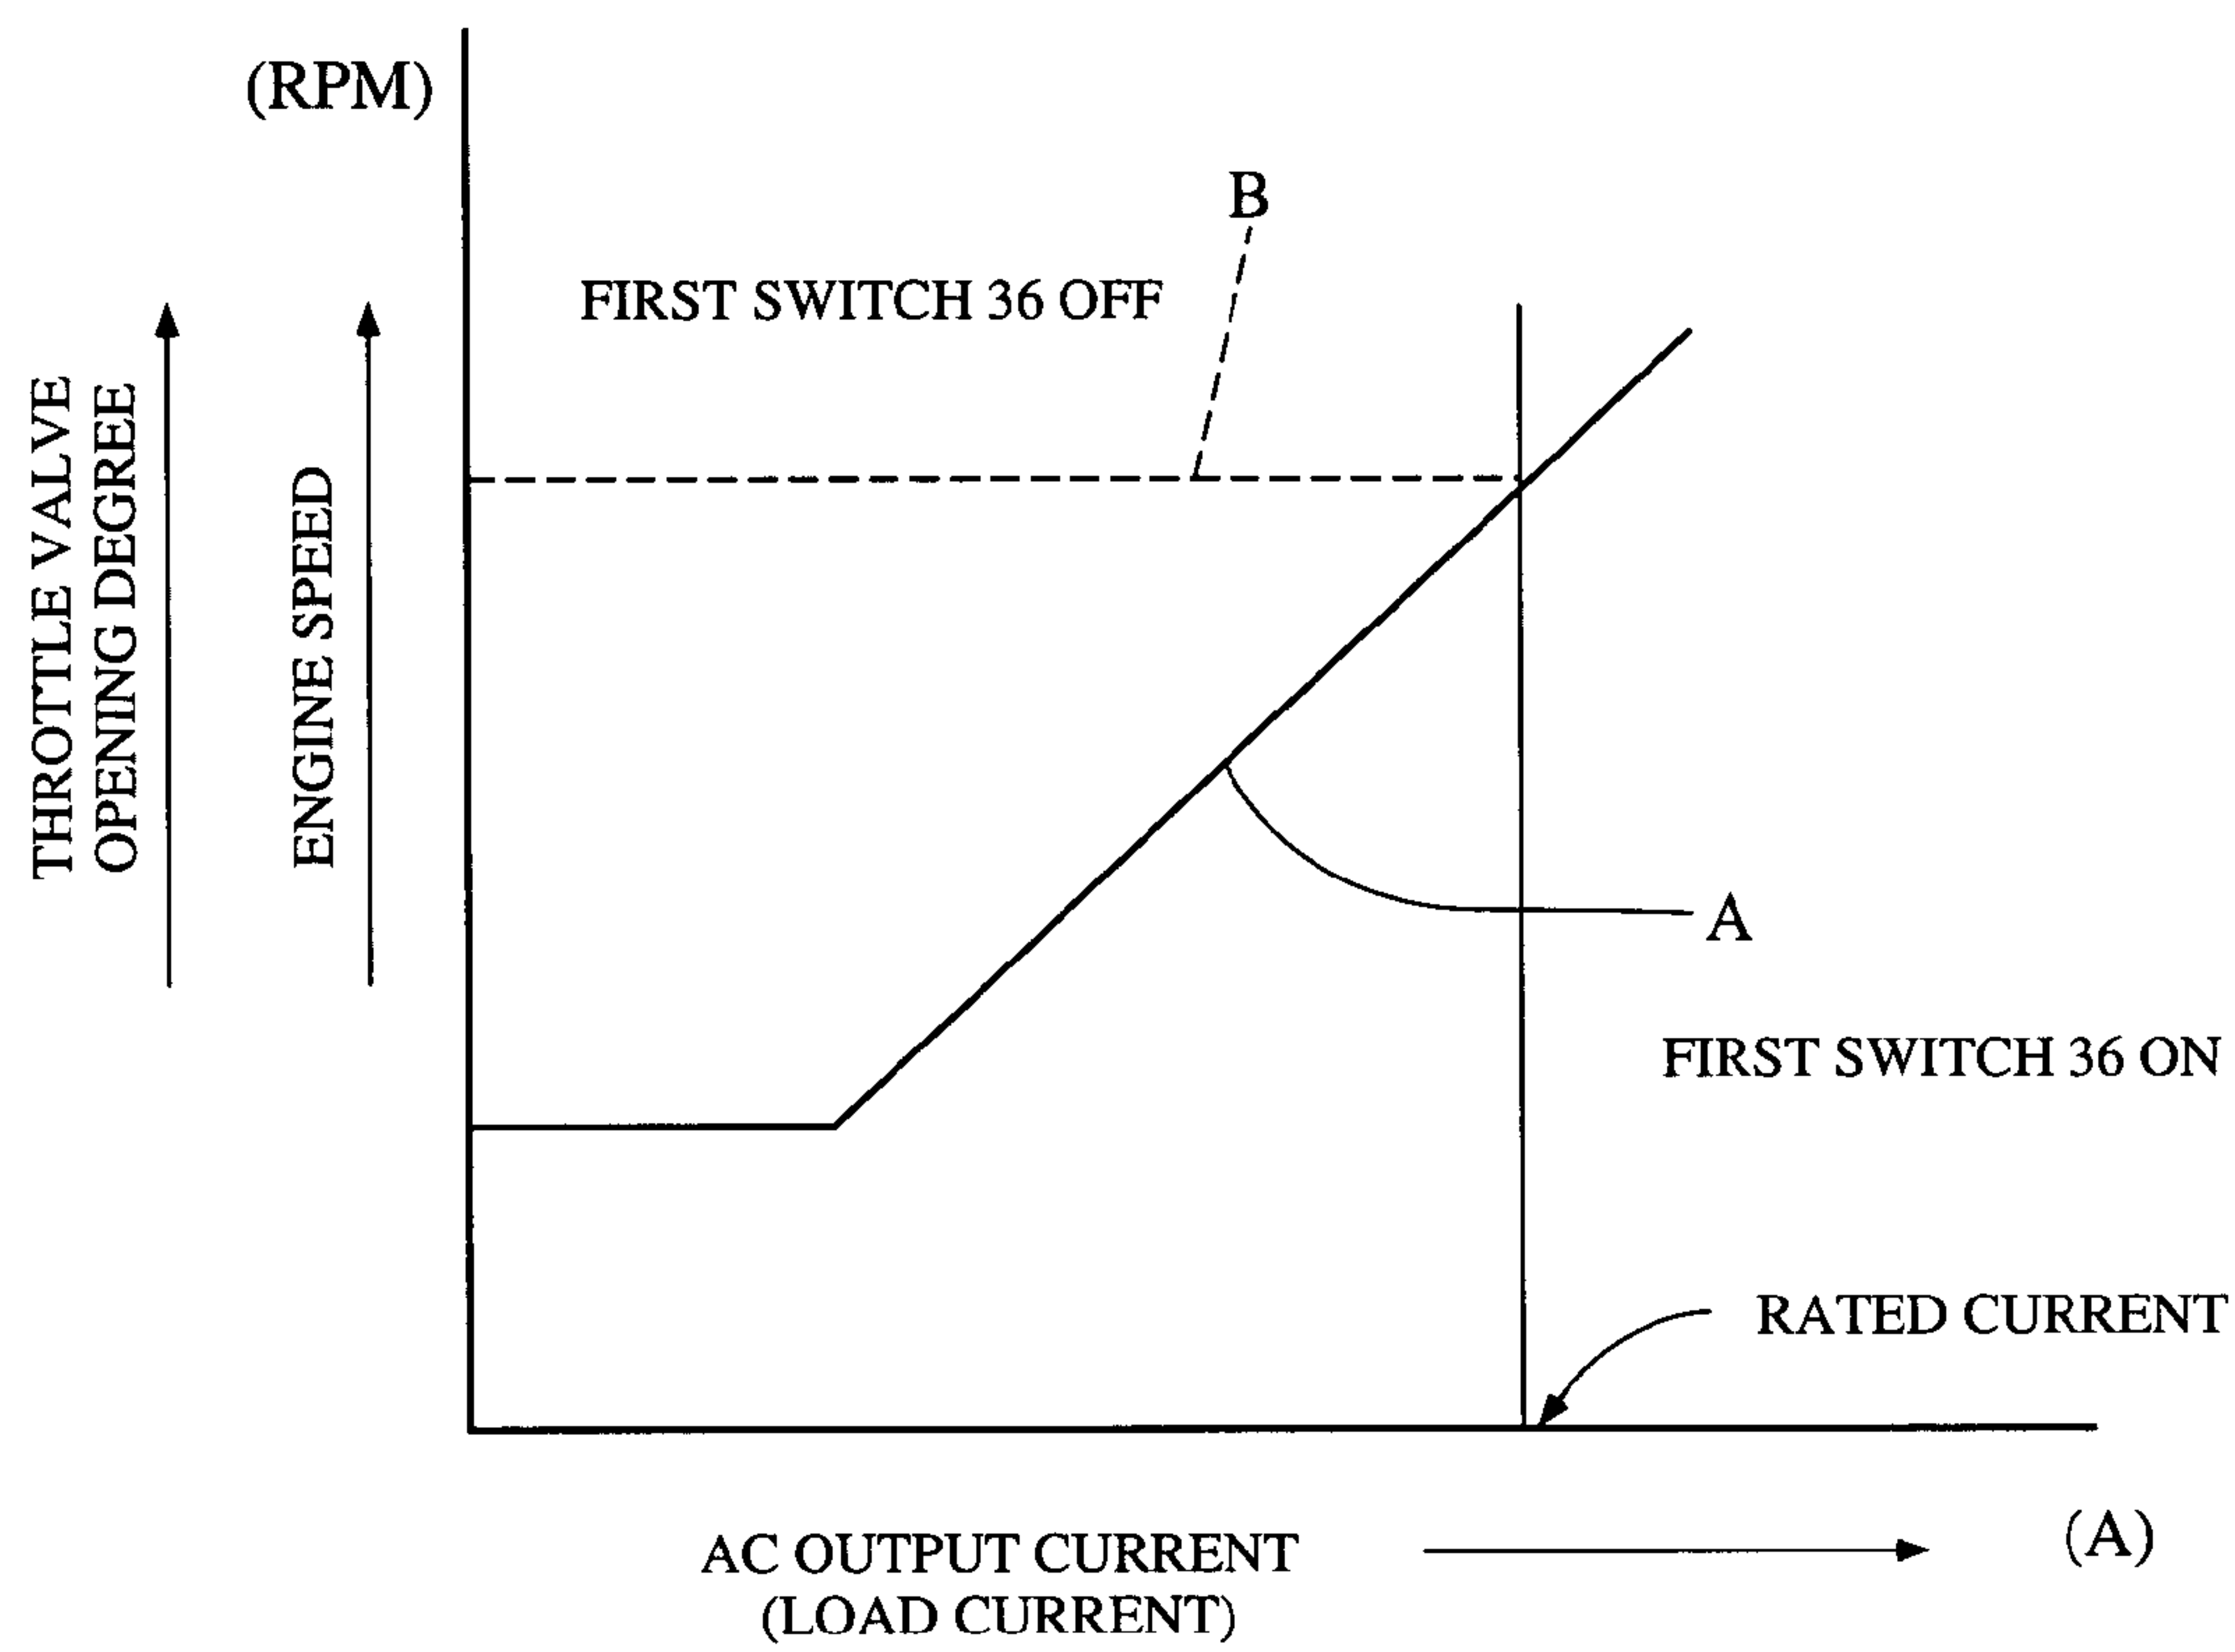 (RPM)
B
FIRST SWITCH 36 OFF
THROTTLE VALVE
OPENING DEGREE
ENGINE SPEED
A
FIRST SWITCH 36 ON
RATED CURRENT
AC OUTPUT CURRENT
(LOAD CURRENT)
(A)